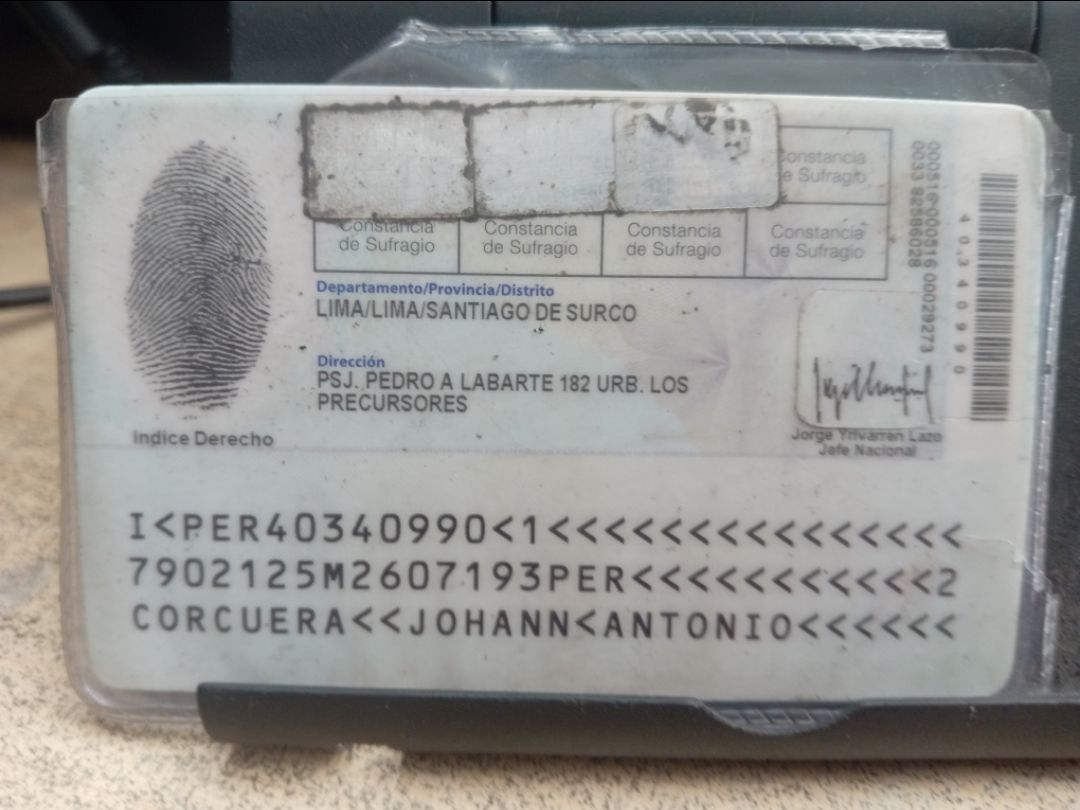 Constancia
de Sufragio
Constancia
de Sufragio
Constancia
de Sufragio
Constancia
de Sufragio
Constancia
de Sufragio
Departamento/Provincia/Distrito
LIMA/LIMA/SANTIAGO DE SURCO
Dirección
PSJ. PEDRO A LABARTE 182 URB. LOS
PRECURSORES
Indice Derecho
Jorge Yrivarren Lazo
Jefe Nacional
40340990
I<PER40340990<1<<<<<<<<<<<<<<<
7902125M2607193PER<<<<<<<<<<<2
CORCUERA<<JOHANN<ANTONIO<<<<<<